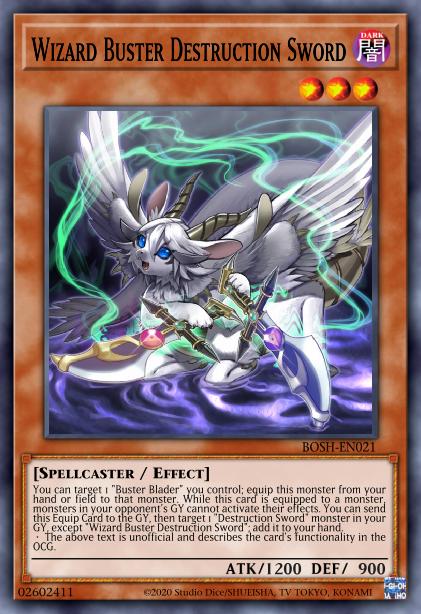 Wizard Buster Destruction Sword
DARK
闇
BOSH-EN021
[Spellcaster / Effect]
You can target 1 "Buster Blader" you control; equip this monster from your
hand or field to that monster. While this card is equipped to a monster,
monsters in your opponent's GY cannot activate their effects. You can send
this Equip Card to the GY, then target 1 "Destruction Sword" monster in your
GY, except "Wizard Buster Destruction Sword"; add it to your hand.
· The above text is unofficial and describes the card's functionality in the
OCG.
ATK/1200 DEF/ 900
02602411
©2020 Studio Dice/SHUEISHA, TV TOKYO, KONAMI